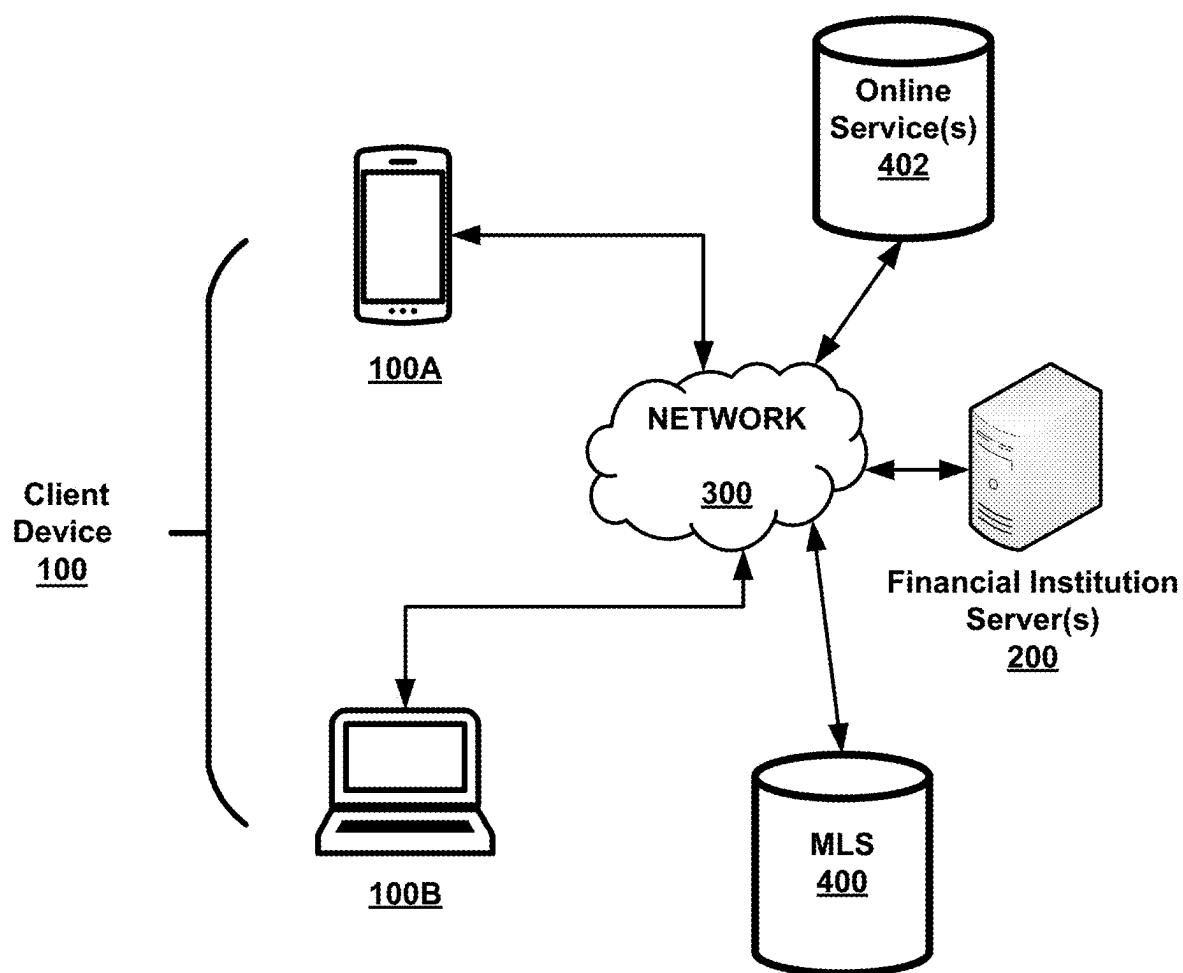 Online
Service(s)
402
100A
NETWORK
300
Client
Device
100
Financial Institution
Server(s)
200
100B
MLS
400